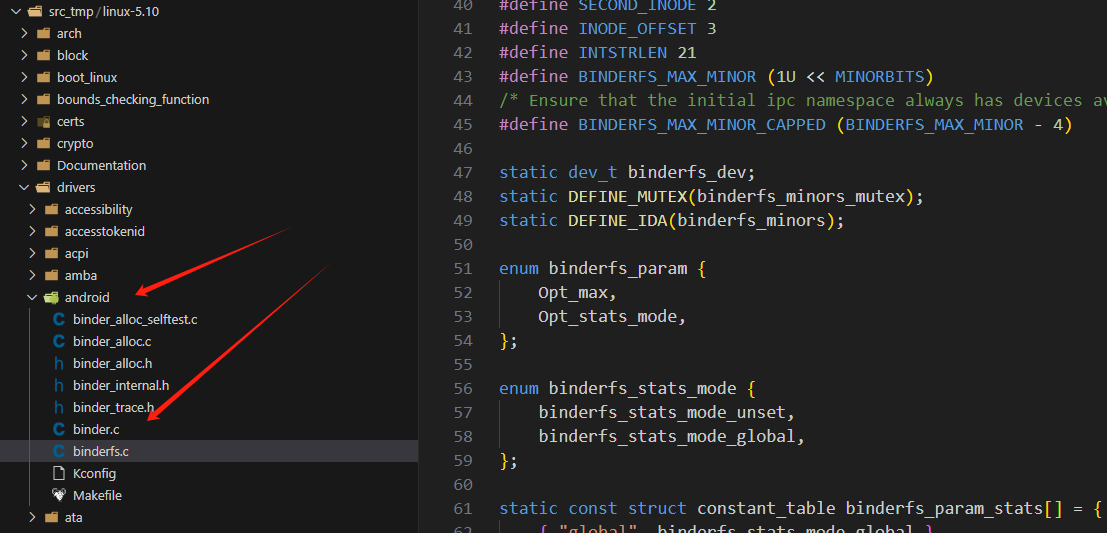 src_tmp / linux-5.10
arch
block
boot_linux
bounds_checking_function
certs
crypto
Documentation
drivers
accessibility
accesstokenid
acpi
amba
android
binder_alloc_selftest.c
binder_alloc.c
binder_alloc.h
binder_internal.h
binder_trace.h
binder.c
binderfs.c
Kconfig
Makefile
ata
40 #define SECOND_INODE 2
41 #define INODE_OFFSET 3
42 #define INTSTRLEN 21
43 #define BINDERFS_MAX_MINOR (1U << MINORBITS)
44 /* Ensure that the initial ipc namespace always has devices av
45 #define BINDERFS_MAX_MINOR_CAPPED (BINDERFS_MAX_MINOR - 4)
46
47 static dev_t binderfs_dev;
48 static DEFINE_MUTEX(binderfs_minors_mutex);
49 static DEFINE_IDA(binderfs_minors);
50
51 enum binderfs_param {
52 Opt_max,
53 Opt_stats_mode,
54 };
55
56 enum binderfs_stats_mode {
57 binderfs_stats_mode_unset,
58 binderfs_stats_mode_global,
59 };
60
61 static const struct constant_table binderfs_param_stats[] = {
62 { "global", binderfs_stats_mode_global }